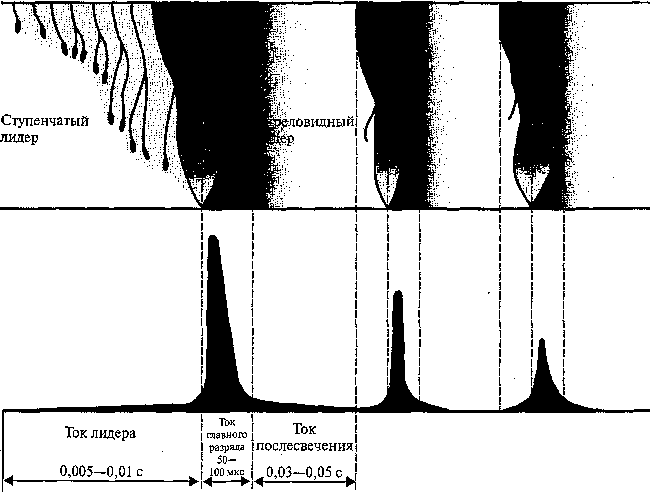 Ступенчатый
лидер
реловидный
ер
Ток лидера
0,005—0,01 с
Ток
главного
разряда
50—
100 мкс
Ток
послесвечения
0,03—0,05 с